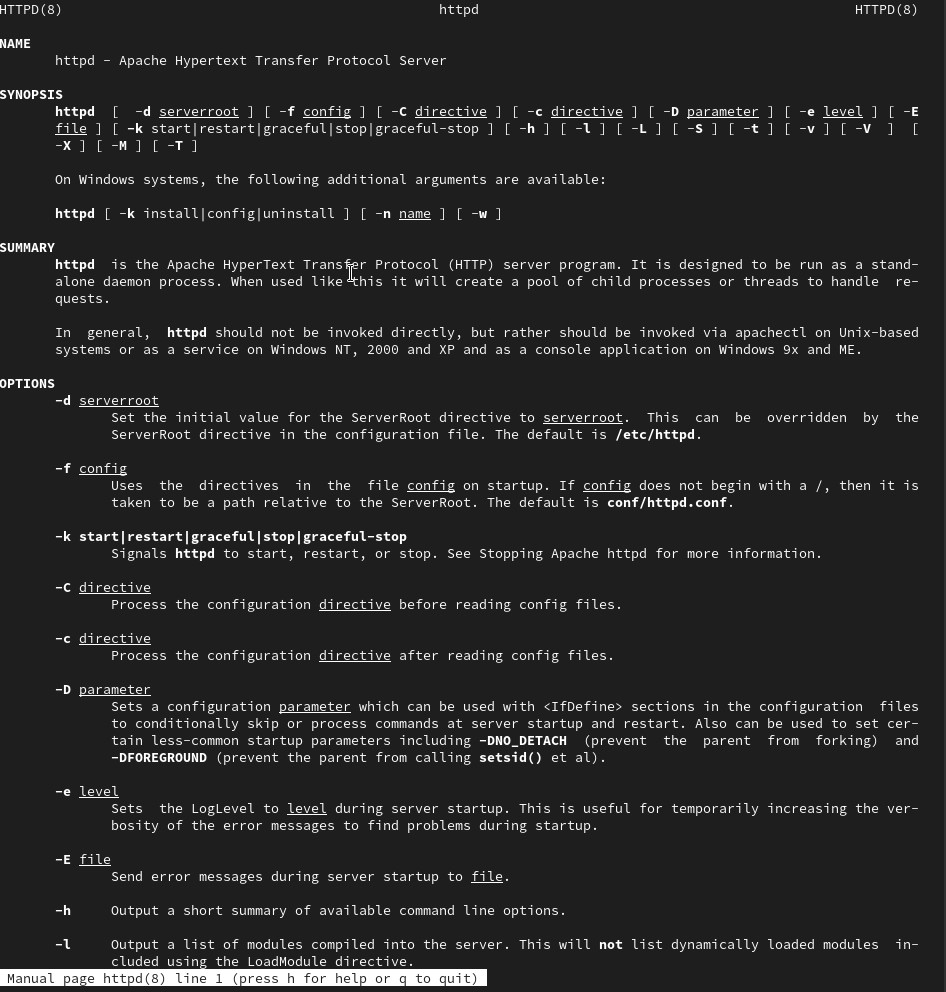 HTTPD(8) httpd HTTPD(8)
NAME
httpd - Apache Hypertext Transfer Protocol Server
SYNOPSIS
httpd [ -d serverroot ] [ -f config ] [ -C directive ] [ -c directive ] [ -D parameter ] [ -e level ] [ -E
file ] [ -k start|restart|graceful|stop|graceful-stop ] [ -h ] [ -l ] [ -L ] [ -S ] [ -t ] [ -v ] [ -V ] [
-X ] [ -M ] [ -T ]
On Windows systems, the following additional arguments are available:
httpd [ -k install|config|uninstall ] [ -n name ] [ -w ]
SUMMARY
httpd is the Apache HyperText Transfer Protocol (HTTP) server program. It is designed to be run as a stand-
alone daemon process. When used like this it will create a pool of child processes or threads to handle re-
quests.
In general, httpd should not be invoked directly, but rather should be invoked via apachectl on Unix-based
systems or as a service on Windows NT, 2000 and XP and as a console application on Windows 9x and ME.
OPTIONS
-d serverroot
Set the initial value for the ServerRoot directive to serverroot. This can be overridden by the
ServerRoot directive in the configuration file. The default is /etc/httpd.
-f config
Uses the directives in the file config on startup. If config does not begin with a /, then it is
taken to be a path relative to the ServerRoot. The default is conf/httpd.conf.
-k start|restart|graceful|stop|graceful-stop
Signals httpd to start, restart, or stop. See Stopping Apache httpd for more information.
-C directive
Process the configuration directive before reading config files.
-c directive
Process the configuration directive after reading config files.
-D parameter
Sets a configuration parameter which can be used with <IfDefine> sections in the configuration files
to conditionally skip or process commands at server startup and restart. Also can be used to set cer-
tain less-common startup parameters including -DNO_DETACH (prevent the parent from forking) and
-DFOREGROUND (prevent the parent from calling setsid() et al).
-e level
Sets the LogLevel to level during server startup. This is useful for temporarily increasing the ver-
bosity of the error messages to find problems during startup.
-E file
Send error messages during server startup to file.
-h Output a short summary of available command line options.
-l Output a list of modules compiled into the server. This will not list dynamically loaded modules in-
cluded using the LoadModule directive.
Manual page httpd(8) line 1 (press h for help or q to quit)